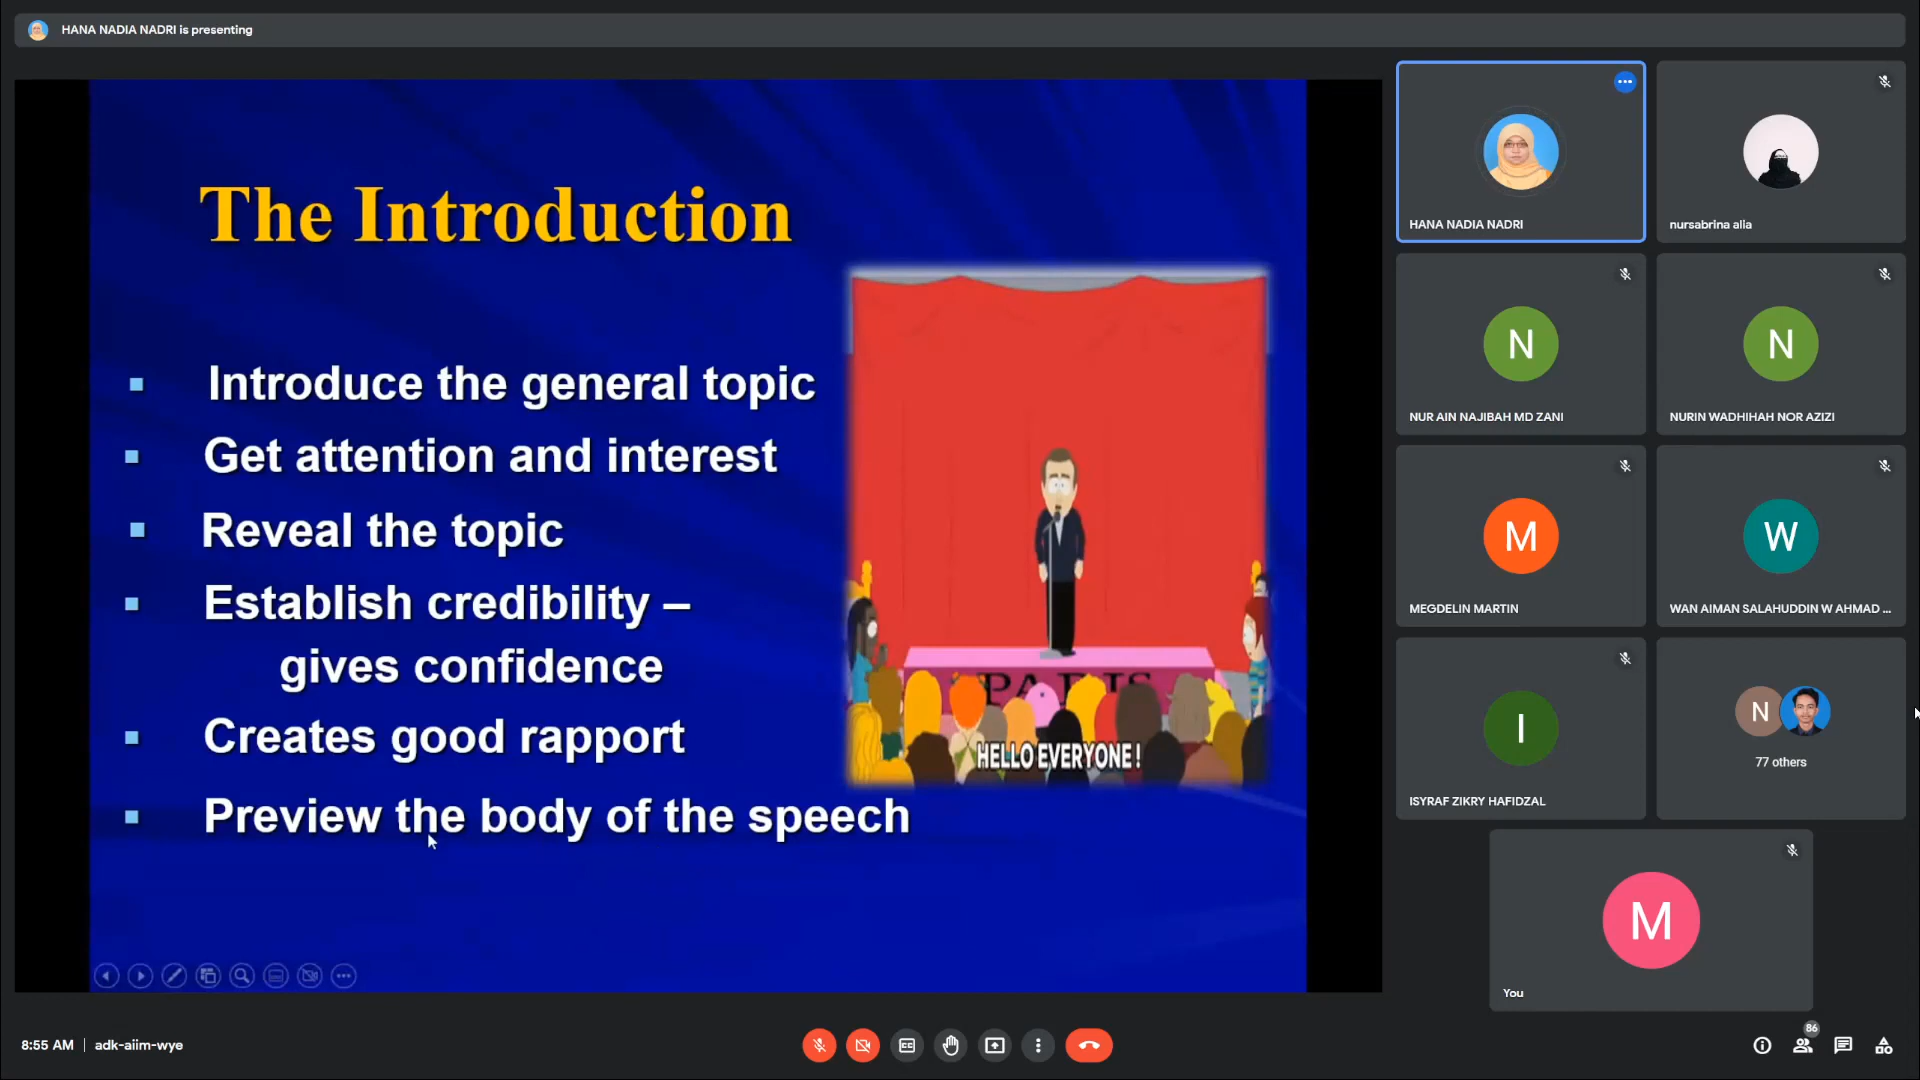 HANA NADIA NADRI is presenting
The Introduction
Introduce the general topic
Get attention and interest
Reveal the topic
Establish credibility –
gives confidence
Creates good rapport
Preview the body of the speech
PARIS
HELLO EVERYONE!
HANA NADIA NADRI
nursabrina alia
N
NUR AIN NAJIBAH MD ZANI
N
NURIN WADHIHAH NOR AZIZI
M
MEGDELIN MARTIN
W
WAN AIMAN SALAHUDDIN W AHMAD ...
I
ISYRAF ZIKRY HAFIDZAL
N
77 others
M
You
8:55 AM | adk-aiim-wye
86